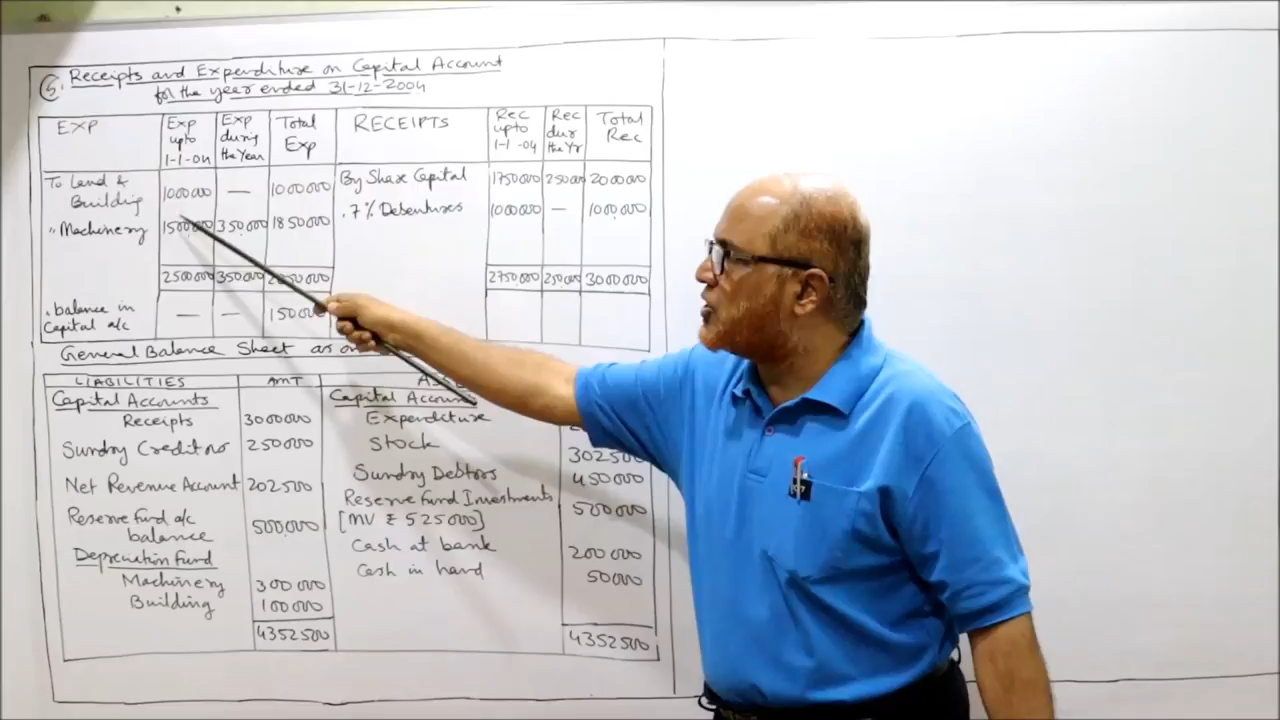 5. Receipts and Expenditure on Capital Account
for the year ended 31-12-2004
EXP | Exp upto 1-1-04 | Exp during the Year | Total Exp | RECEIPTS | Rec upto 1-1-04 | Rec dur the Yr | Total Rec
To Land & Building | 1000000 | — | 1000000 | By Share Capital | 1750000 | 250000 | 2000000
" Machinery | 1500000 | 350000 | 1850000 | " 7% Debentures | 1000000 | — | 1000000
2500000 | 350000 | 2750000 | 250000 | 3000000
" balance in Capital a/c | — | — | 150000
General Balance Sheet as on
LIABILITIES | AMT
Capital Accounts | Capital Accounts
Receipts | 3000000 | Expenditure
Sundry Creditors | 250000 | Stock | 302500
Net Revenue Account | 202500 | Sundry Debtors | 450000
Reserve fund a/c balance | 500000 | Reserve Fund Investments [MV ₹ 525000] | 500000
Depreciation Fund | Cash at bank | 200000
Machinery | 300000 | Cash in hand | 50000
Building | 100000
4352500 | 4352500